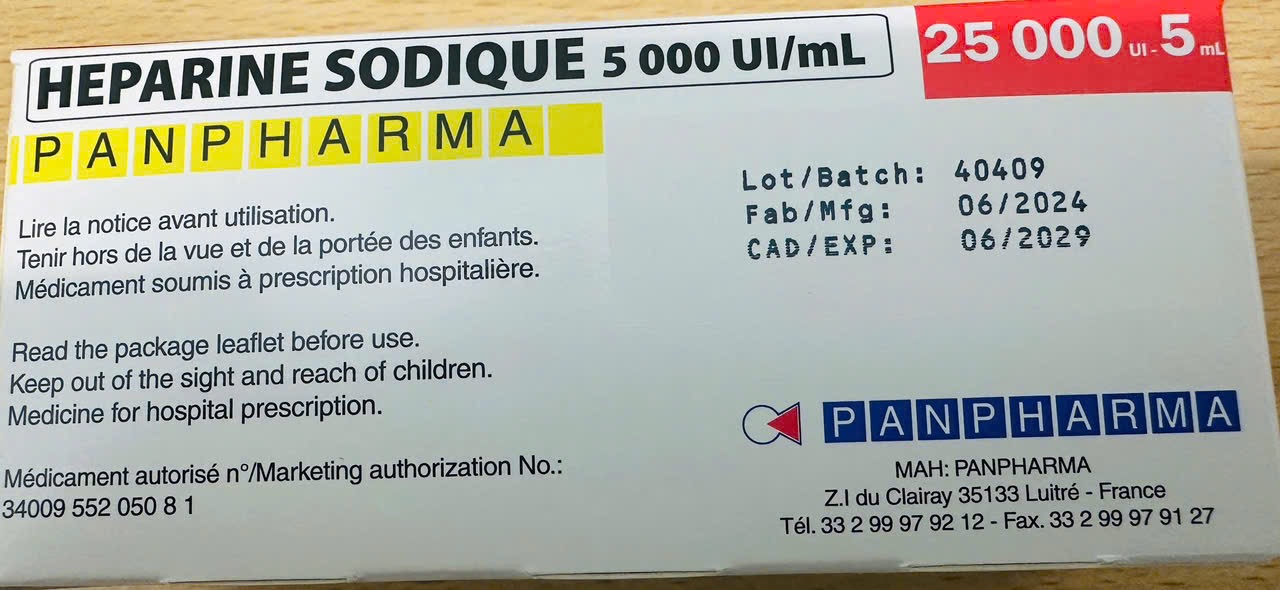 HEPARINE SODIQUE 5 000 UI/mL
25 000 UI - 5 mL
PANPHARMA
Lire la notice avant utilisation.
Tenir hors de la vue et de la portée des enfants.
Médicament soumis à prescription hospitalière.
Read the package leaflet before use.
Keep out of the sight and reach of children.
Medicine for hospital prescription.
Médicament autorisé n°/Marketing authorization No.:
34009 552 050 8 1
Lot/Batch: 40409
Fab/Mfg: 06/2024
CAD/EXP: 06/2029
PANPHARMA
MAH: PANPHARMA
Z.I du Clairay 35133 Luitré - France
Tél. 33 2 99 97 92 12 - Fax. 33 2 99 97 91 27